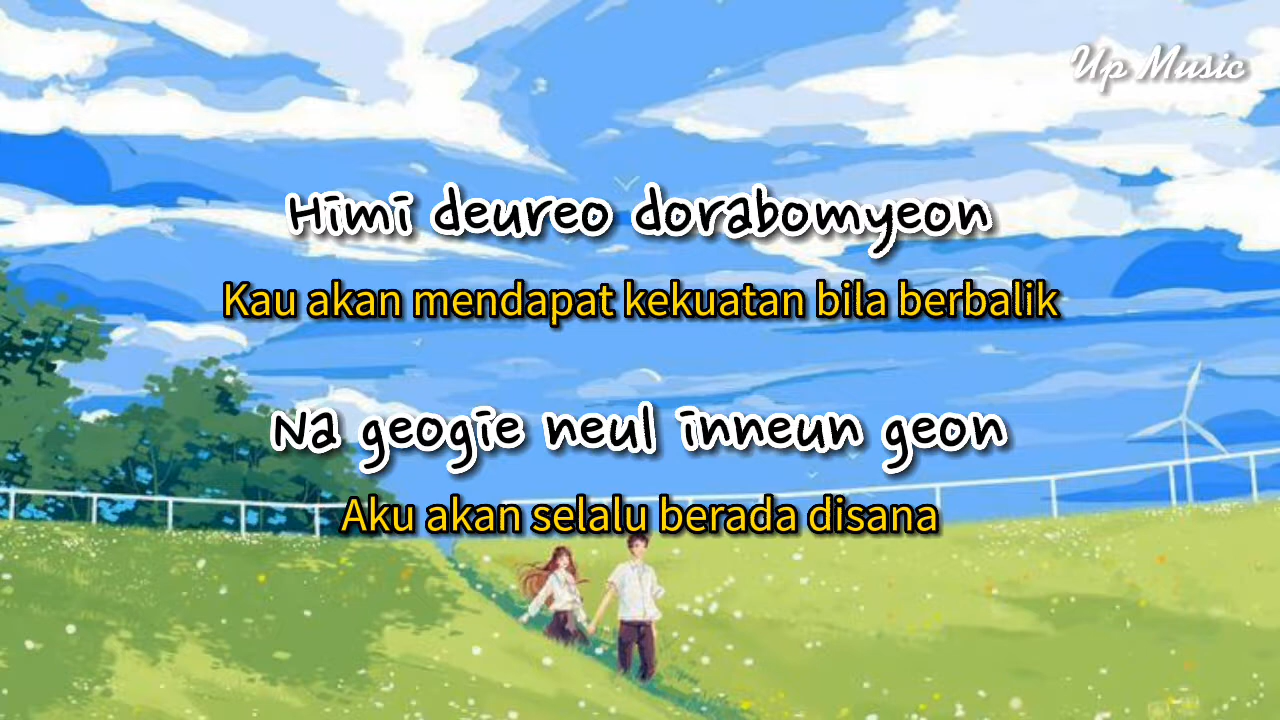 Up Music
Himi deureo dorabomyeon
Kau akan mendapat kekuatan bila berbalik
Na geogie neul inneun geon
Aku akan selalu berada disana